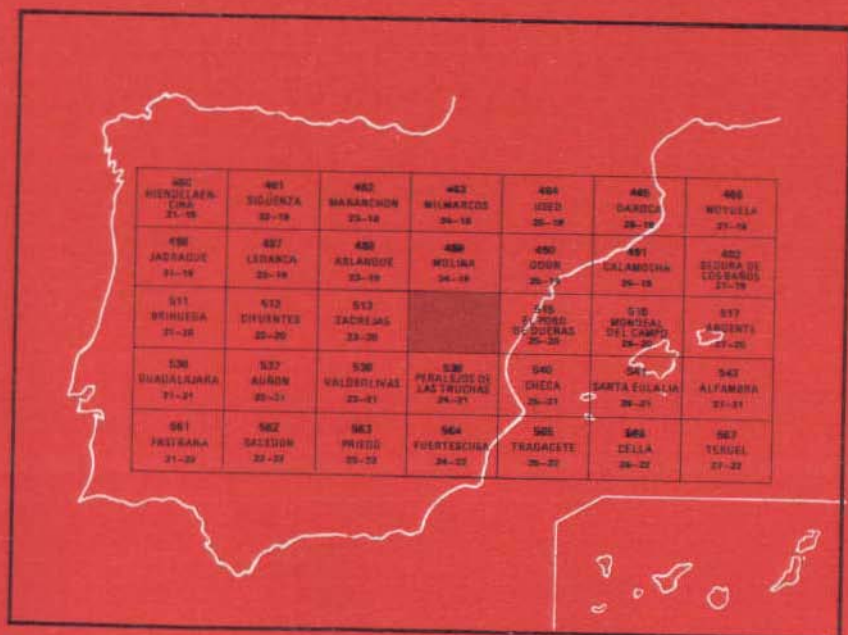 460 461 462 463 464 465 466
HIENDELAEN- SIGUENZA MARANCHON MILMARCOS USED DAROCA MOYUELA
CINA
21-18 22-18 23-18 24-18 25-18 26-18 27-18
486 487 488 489 490 491 492
JADRAQUE LEDANCA ABLANQUE MOLINA ODON CALAMOCHA SEGURA DE
LOS BAÑOS
21-19 22-19 23-19 24-19 25-19 26-19 27-19
511 512 513 515 516 517
BRIHUEGA CIFUENTES ZAOREJAS EL POBO MONREAL ARGENTE
DE DUEÑAS DEL CAMPO
21-20 22-20 23-20 25-20 26-20 27-20
536 537 538 539 540 541 542
GUADALAJARA AUÑON VALDEOLIVAS PERALEJOS DE CHECA SANTA EULALIA ALFAMBRA
LAS TRUCHAS
21-21 22-21 23-21 24-21 25-21 26-21 27-21
561 562 563 564 565 566 567
PASTRANA SACEDON PRIEGO FUERTESCUSA TRAGACETE CELLA TERUEL
21-22 22-22 23-22 24-22 25-22 26-22 27-22